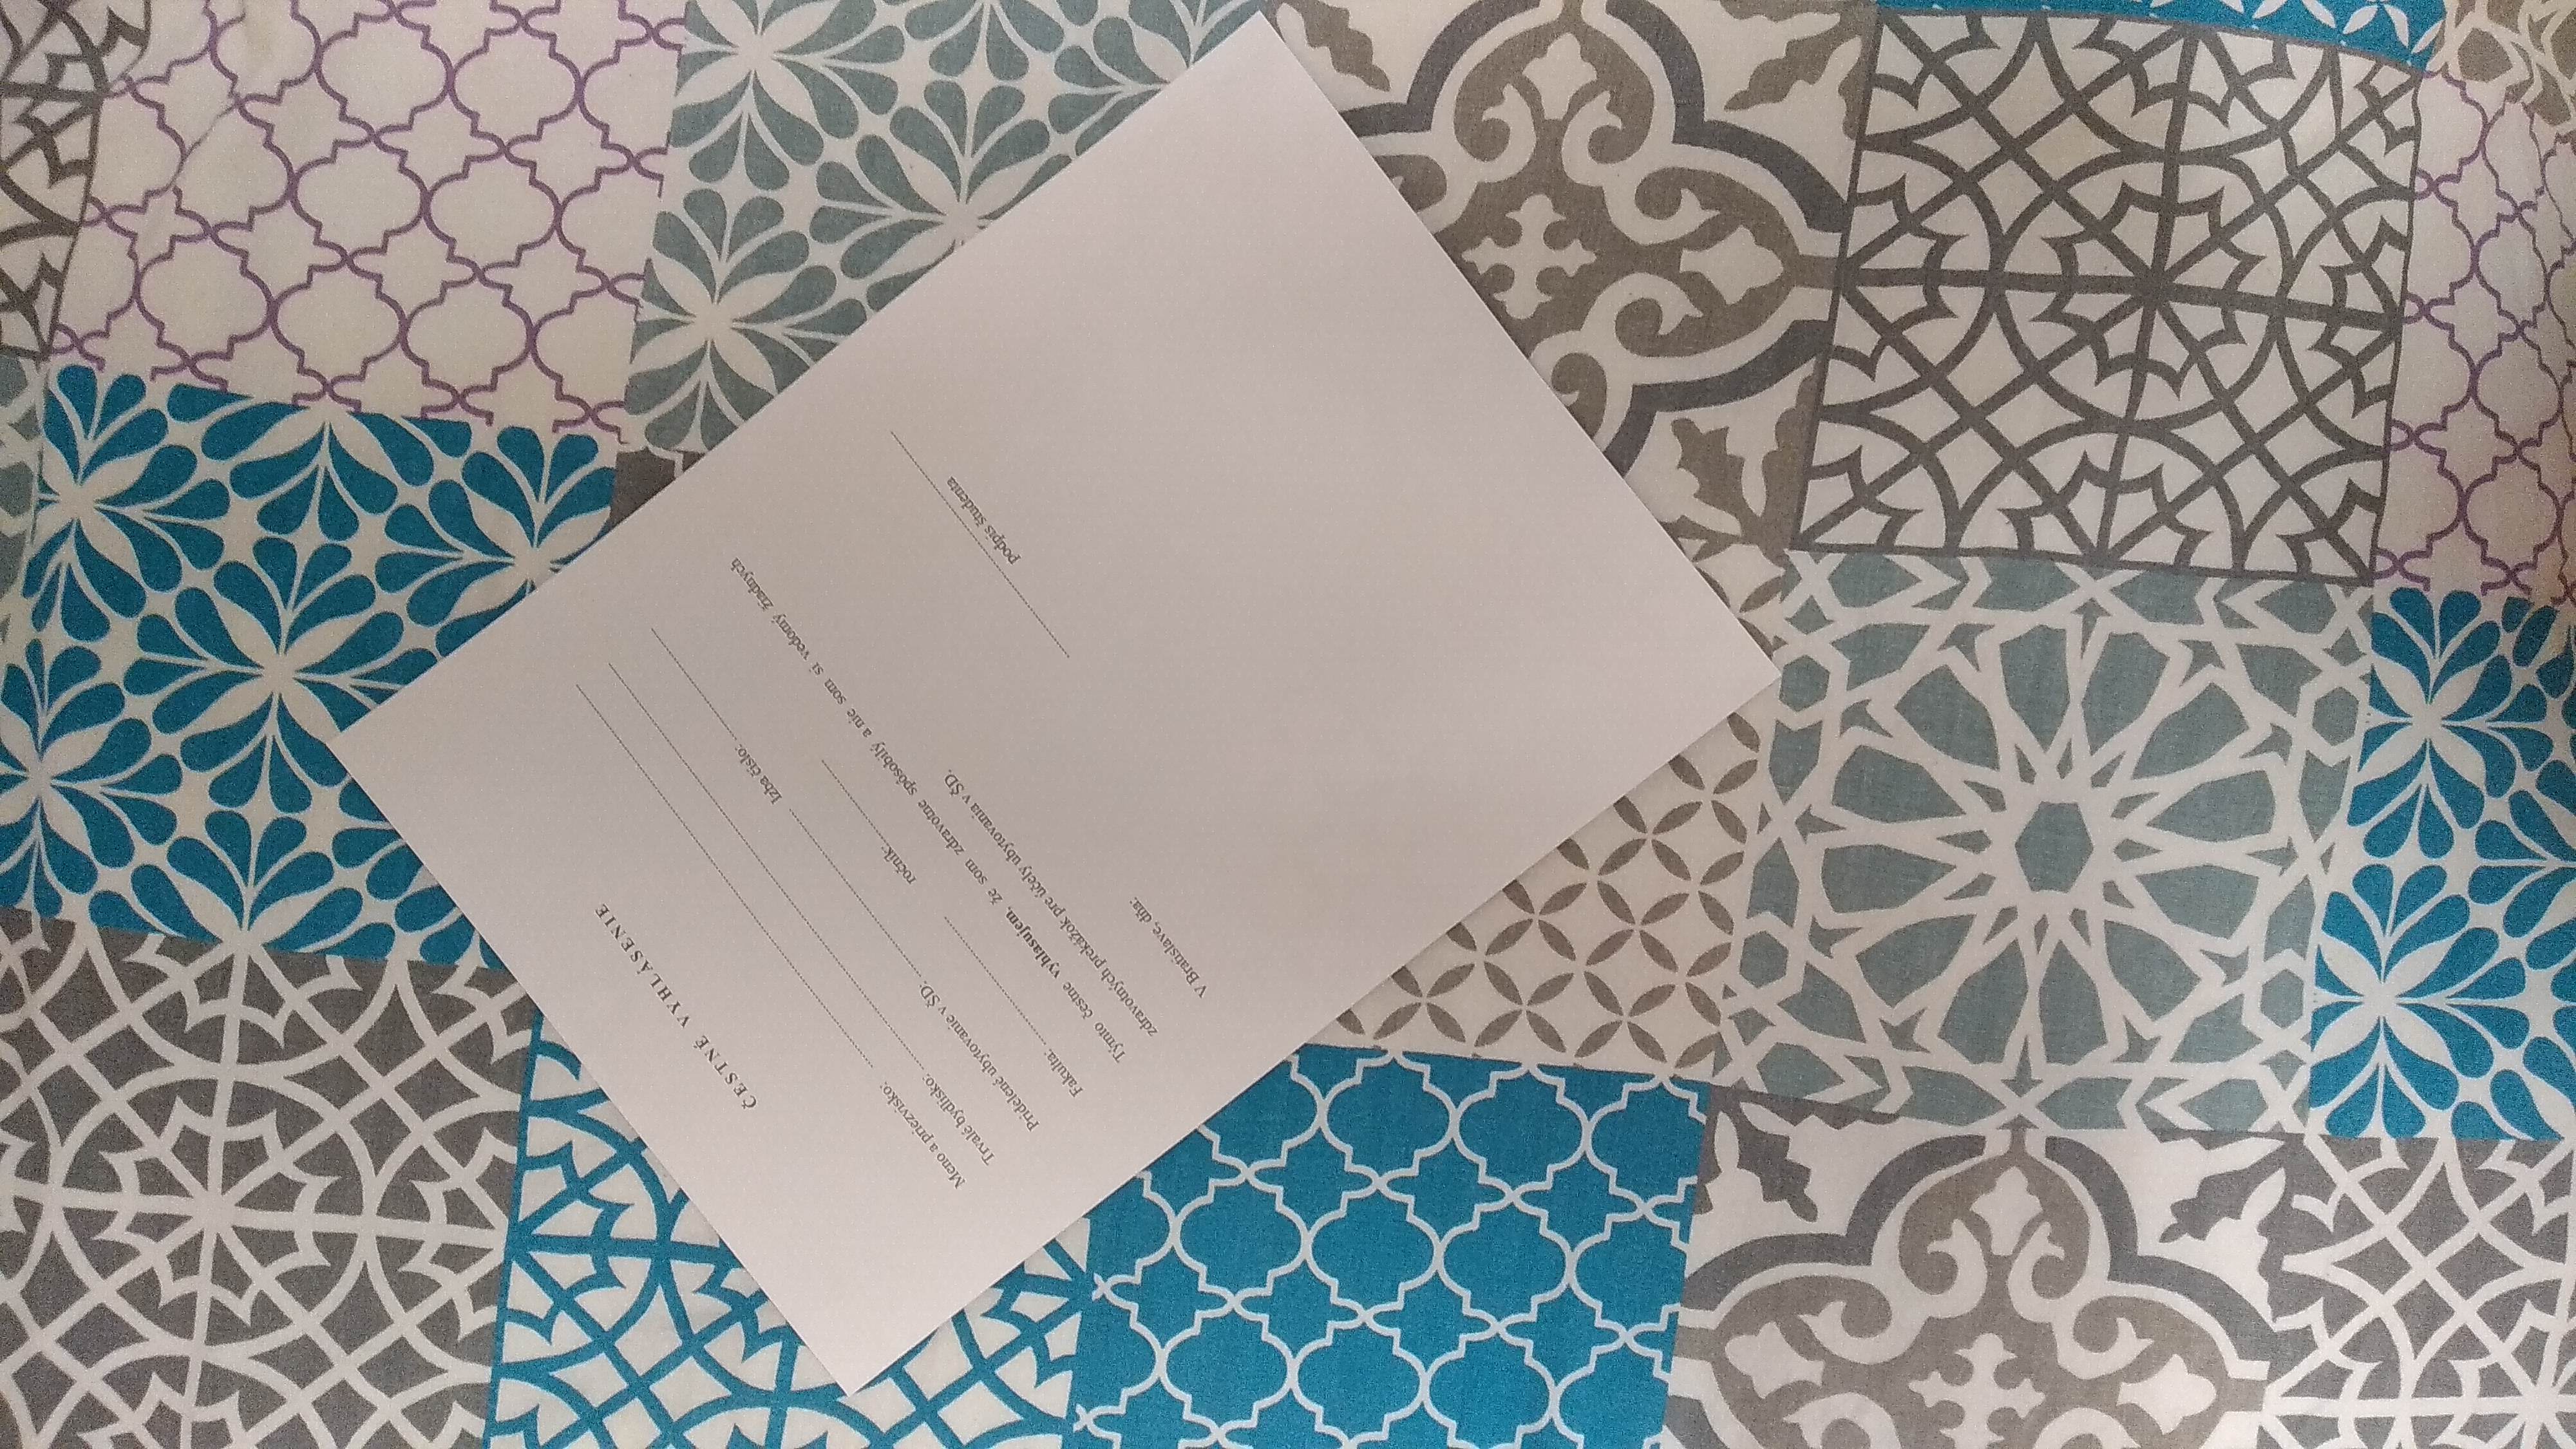 ČESTNÉ VYHLÁSENIE
Meno a priezvisko:
Trvalé bydlisko:
Pridelené ubytovanie v ŠD: Izba číslo:
Fakulta: ročník:
Týmto čestne vyhlasujem, že som zdravotne spôsobilý a nie som si vedomý žiadnych
zdravotných prekážok pre účely ubytovania v ŠD.
V Bratislave, dňa:
podpis študenta